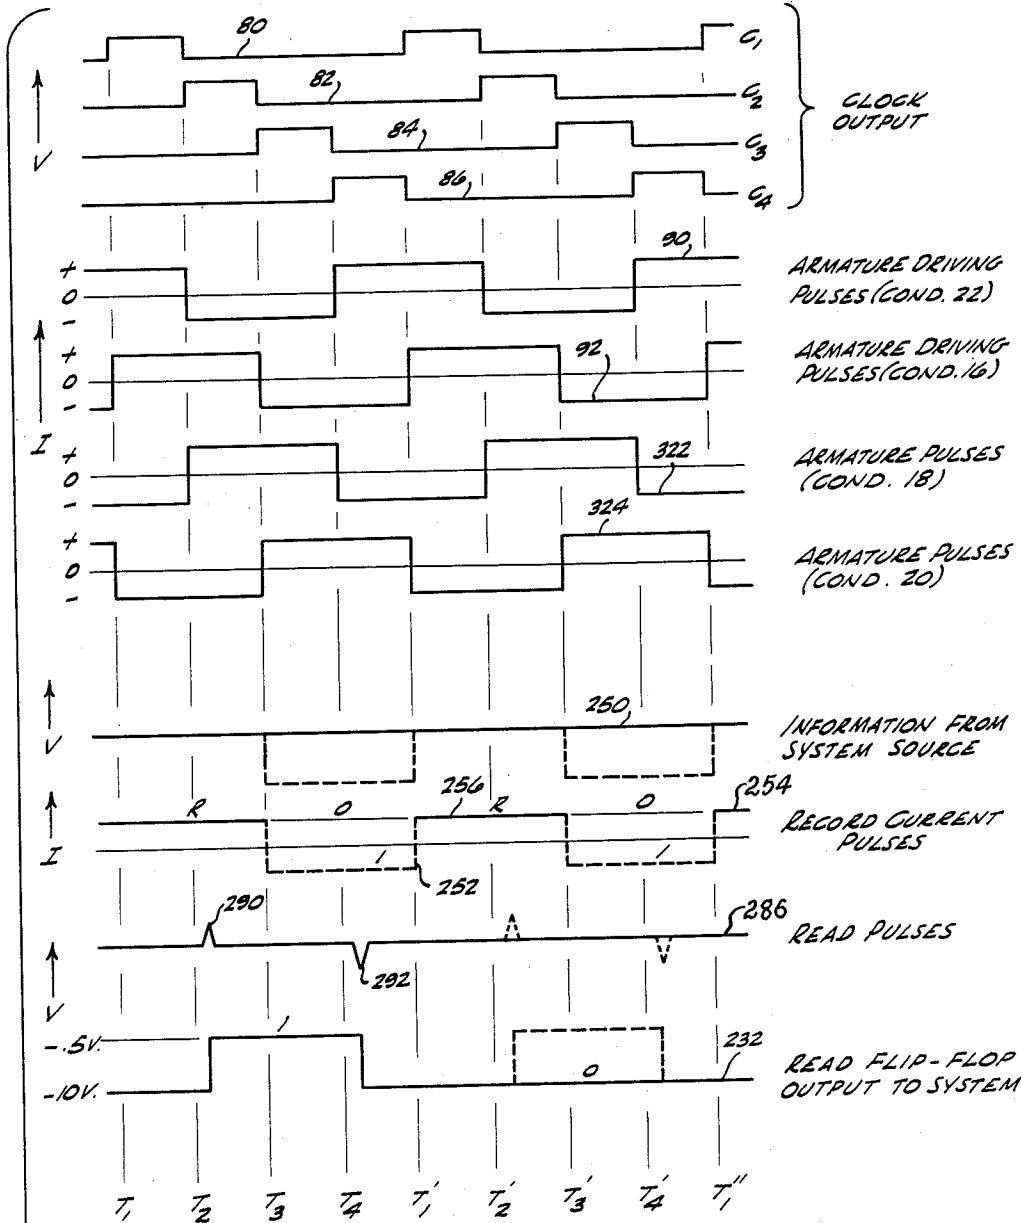 80
C1
82
C2
84
C3
86
C4
V
CLOCK
OUTPUT
90
+
0
-
ARMATURE DRIVING
PULSES (COND. 22)
92
+
0
-
ARMATURE DRIVING
PULSES (COND. 16)
I
322
+
0
-
ARMATURE PULSES
(COND. 18)
324
+
0
-
ARMATURE PULSES
(COND. 20)
250
V
INFORMATION FROM
SYSTEM SOURCE
R 0 256 R 0 254
I
1 252 1
RECORD CURRENT
PULSES
290
286
292
READ PULSES
V
-.5V.
1
-10V.
0
232
READ FLIP-FLOP
OUTPUT TO SYSTEM
T1 T2 T3 T4 T1' T2' T3' T4' T1''